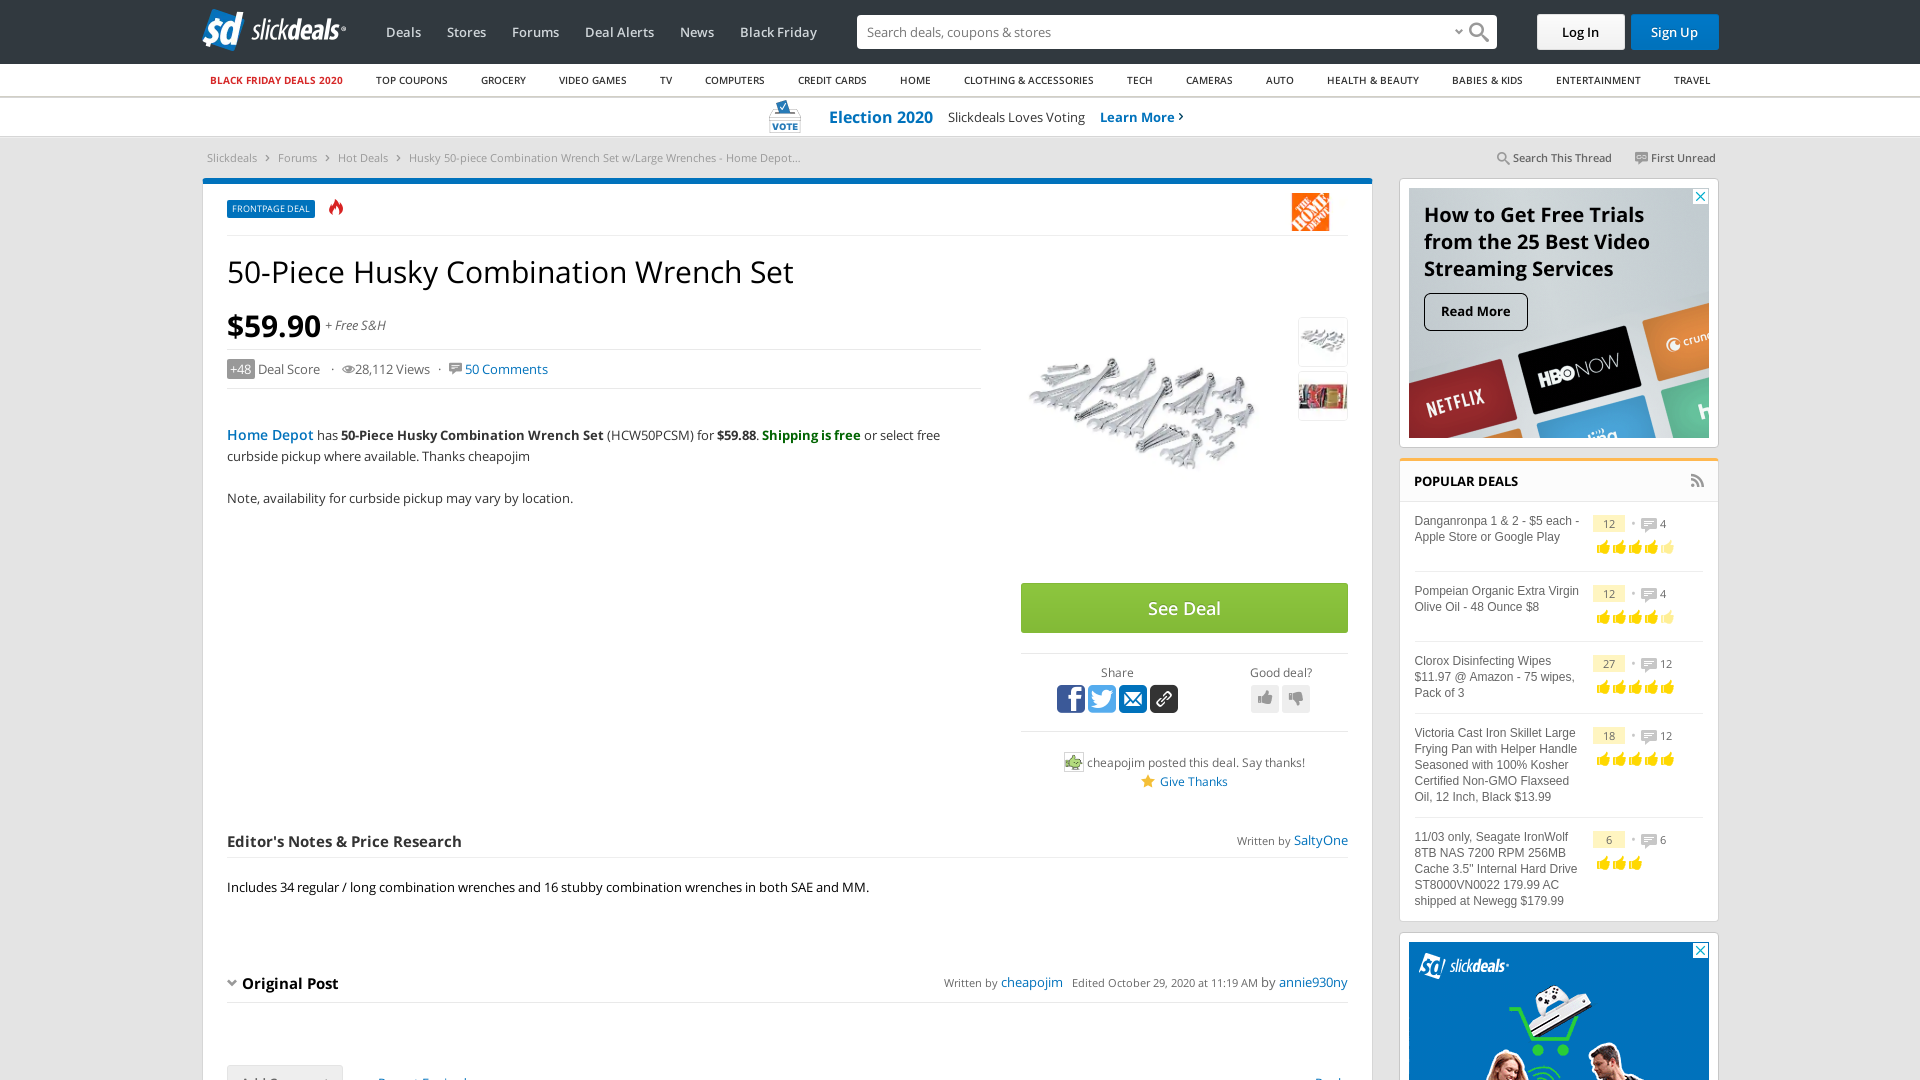 slickdeals
Deals
Stores
Forums
Deal Alerts
News
Black Friday
Search deals, coupons & stores
Log In
Sign Up
BLACK FRIDAY DEALS 2020
TOP COUPONS
GROCERY
VIDEO GAMES
TV
COMPUTERS
CREDIT CARDS
HOME
CLOTHING & ACCESSORIES
TECH
CAMERAS
AUTO
HEALTH & BEAUTY
BABIES & KIDS
ENTERTAINMENT
TRAVEL
VOTE
Election 2020
Slickdeals Loves Voting
Learn More
Slickdeals
Forums
Hot Deals
Husky 50-piece Combination Wrench Set w/Large Wrenches - Home Depot...
Search This Thread
First Unread
FRONTPAGE DEAL
THE HOME DEPOT
50-Piece Husky Combination Wrench Set
$59.90 + Free S&H
+48 Deal Score · 28,112 Views · 50 Comments
Home Depot has 50-Piece Husky Combination Wrench Set (HCW50PCSM) for $59.88. Shipping is free or select free
curbside pickup where available. Thanks cheapojim
Note, availability for curbside pickup may vary by location.
See Deal
Share
Good deal?
cheapojim posted this deal. Say thanks!
Give Thanks
Editor's Notes & Price Research
Written by SaltyOne
Includes 34 regular / long combination wrenches and 16 stubby combination wrenches in both SAE and MM.
Original Post
Written by cheapojim Edited October 29, 2020 at 11:19 AM by annie930ny
How to Get Free Trials
from the 25 Best Video
Streaming Services
Read More
NETFLIX
HBO NOW
crunc
POPULAR DEALS
Danganronpa 1 & 2 - $5 each -
Apple Store or Google Play
12 • 4
Pompeian Organic Extra Virgin
Olive Oil - 48 Ounce $8
12 • 4
Clorox Disinfecting Wipes
$11.97 @ Amazon - 75 wipes,
Pack of 3
27 • 12
Victoria Cast Iron Skillet Large
Frying Pan with Helper Handle
Seasoned with 100% Kosher
Certified Non-GMO Flaxseed
Oil, 12 Inch, Black $13.99
18 • 12
11/03 only, Seagate IronWolf
8TB NAS 7200 RPM 256MB
Cache 3.5" Internal Hard Drive
ST8000VN0022 179.99 AC
shipped at Newegg $179.99
6 • 6
slickdeals